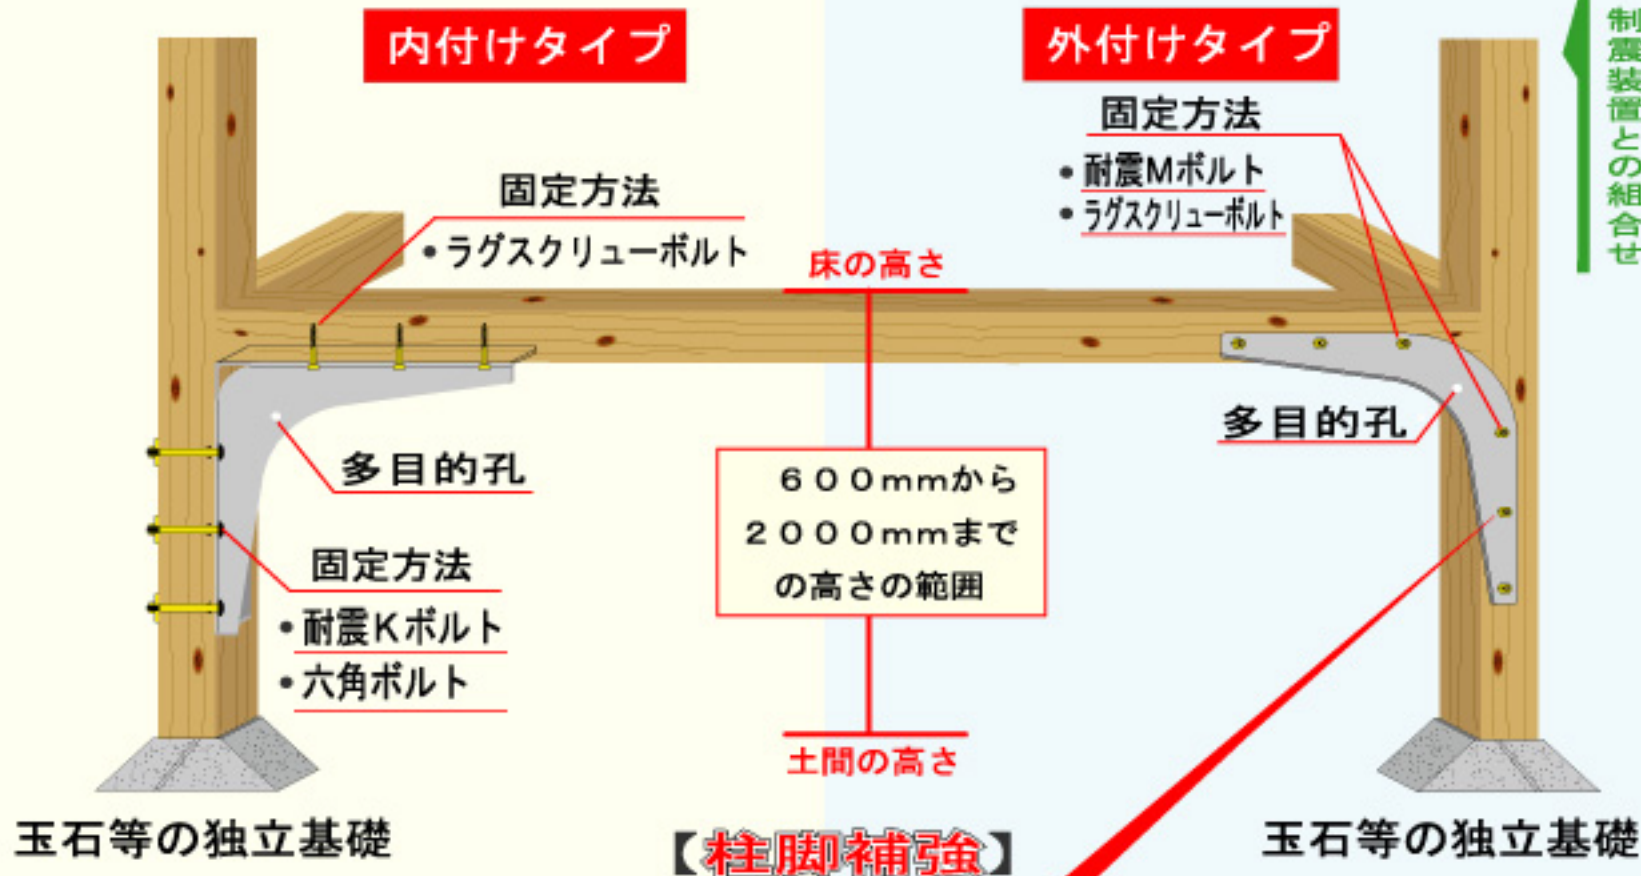 内付けタイプ
固定方法
•ラグスクリューボルト
多目的孔
固定方法
•耐震Kボルト
•六角ボルト
玉石等の独立基礎
床の高さ
600mmから
2000mmまで
の高さの範囲
土間の高さ
【柱脚補強】
外付けタイプ
固定方法
•耐震Mボルト
•ラグスクリューボルト
多目的孔
玉石等の独立基礎
制震装置との組合せ